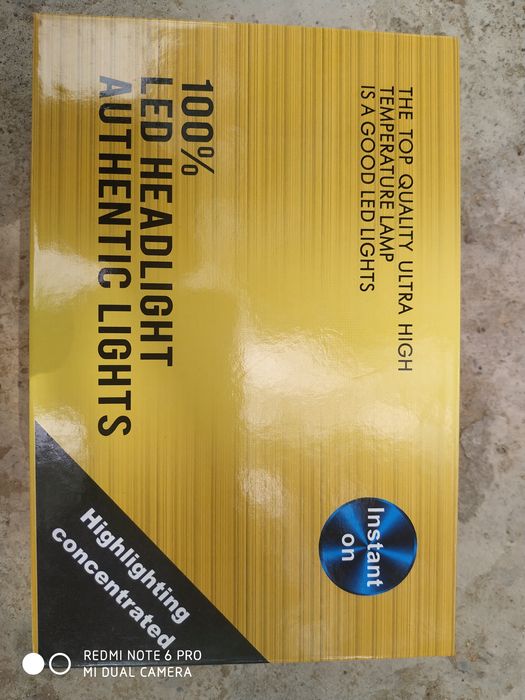 THE TOP QUALITY ULTRA HIGH
TEMPERATURE LAMP
IS A GOOD LED LIGHTS
100%
LED HEADLIGHT
AUTHENTIC LIGHTS
Instant
on
Highlighting
concentrated
REDMI NOTE 6 PRO
MI DUAL CAMERA